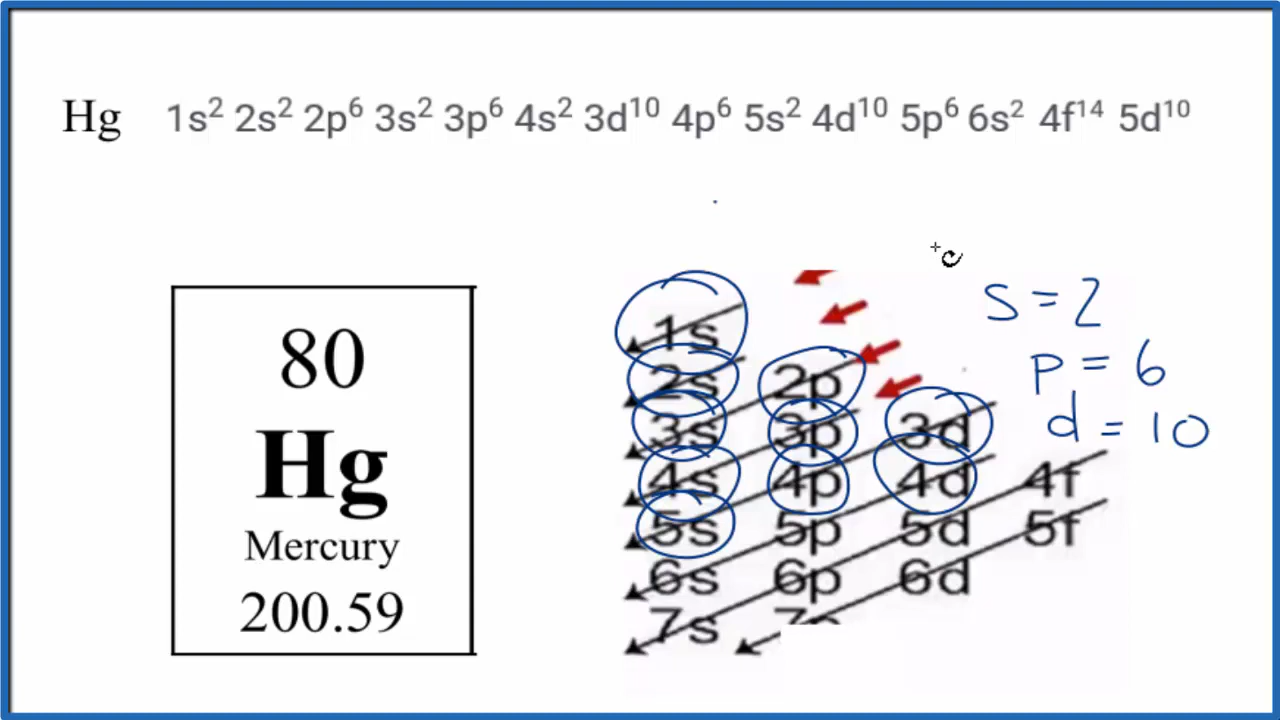 Hg 1s² 2s² 2p⁶ 3s² 3p⁶ 4s² 3d¹⁰ 4p⁶ 5s² 4d¹⁰ 5p⁶ 6s² 4f¹⁴ 5d¹⁰
80
Hg
Mercury
200.59
1s
2s 2p
3s 3p 3d
4s 4p 4d 4f
5s 5p 5d 5f
6s 6p 6d
7s
s = 2
p = 6
d = 10